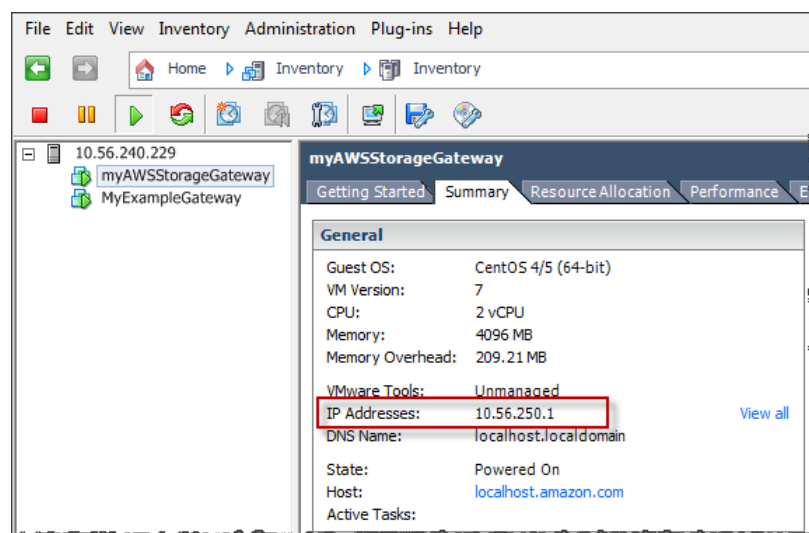 File Edit View Inventory Administration Plug-ins Help
Home Inventory Inventory
10.56.240.229
myAWSStorageGateway
MyExampleGateway
myAWSStorageGateway
Getting Started Summary Resource Allocation Performance E
General
Guest OS: CentOS 4/5 (64-bit)
VM Version: 7
CPU: 2 vCPU
Memory: 4096 MB
Memory Overhead: 209.21 MB
VMware Tools: Unmanaged
IP Addresses: 10.56.250.1 View all
DNS Name: localhost.localdomain
State: Powered On
Host: localhost.amazon.com
Active Tasks: